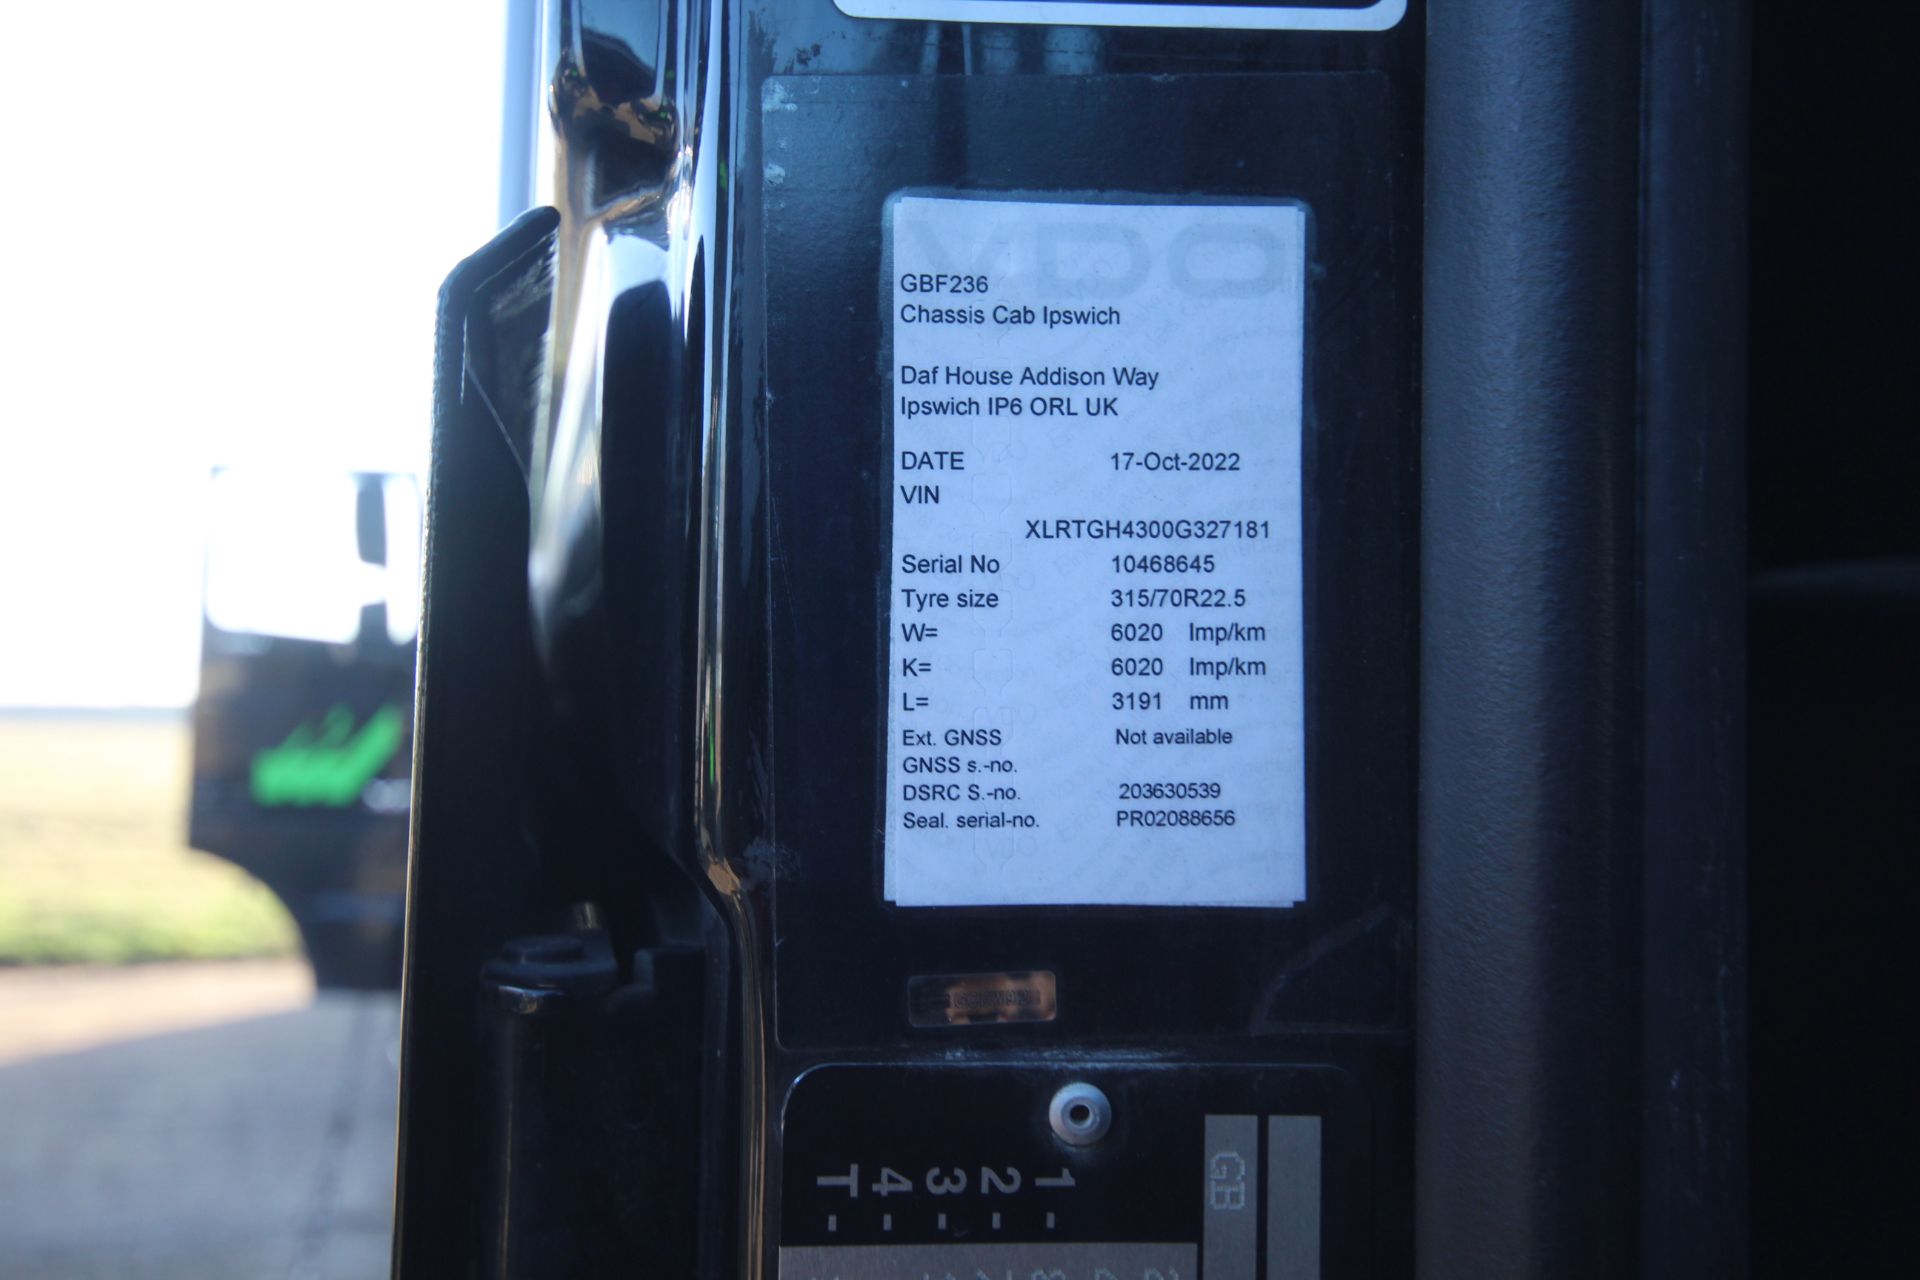 VDO
GBF236
Chassis Cab Ipswich
Daf House Addison Way
Ipswich IP6 ORL UK
DATE 17-Oct-2022
VIN
XLRTGH4300G327181
Serial No 10468645
Tyre size 315/70R22.5
W= 6020 Imp/km
K= 6020 Imp/km
L= 3191 mm
Ext. GNSS Not available
GNSS s.-no.
DSRC S.-no. 203630539
Seal. serial-no. PR02088656
GB
1 2 3 4 T